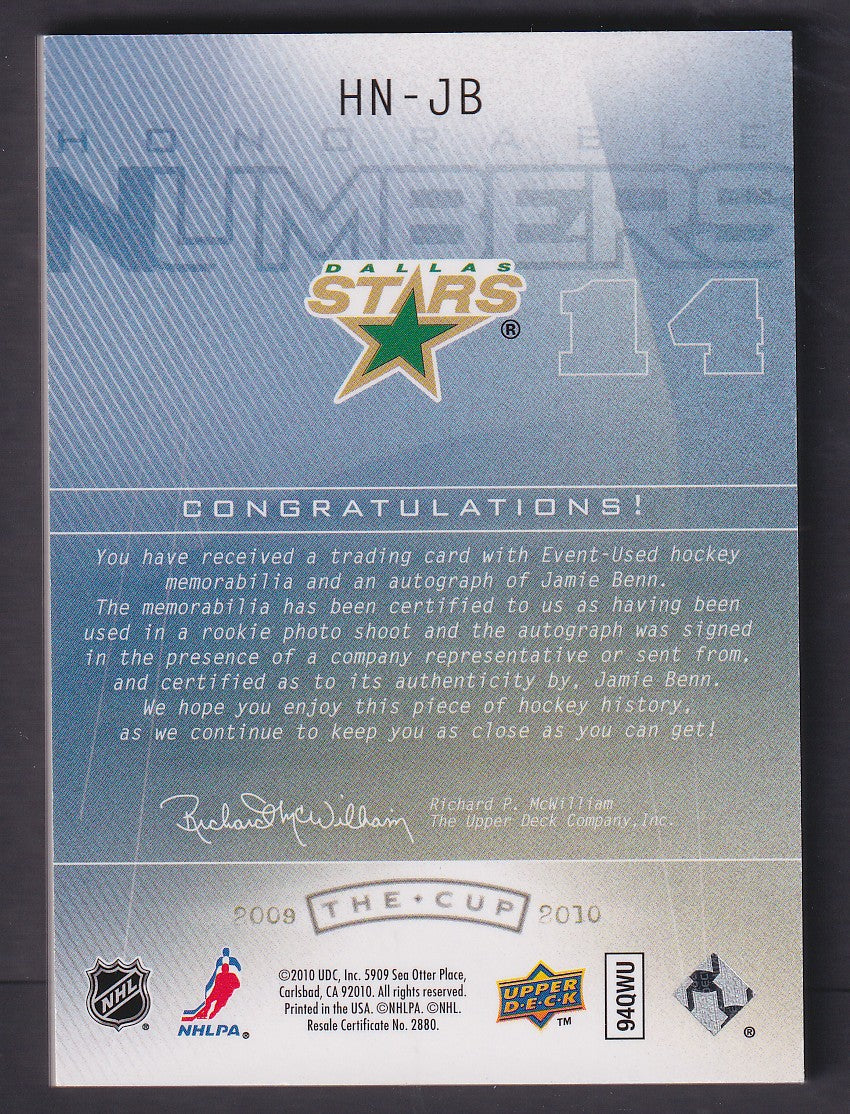 HN-JB
HONORABLE
NUMBERS
DALLAS
STARS
®
14
CONGRATULATIONS!
You have received a trading card with Event-Used hockey
memorabilia and an autograph of Jamie Benn.
The memorabilia has been certified to us as having been
used in a rookie photo shoot and the autograph was signed
in the presence of a company representative or sent from,
and certified as to its authenticity by, Jamie Benn.
We hope you enjoy this piece of hockey history,
as we continue to keep you as close as you can get!
Richard McWilliam
Richard P. McWilliam
The Upper Deck Company, Inc.
2009 THE CUP 2010
NHL ®
NHLPA®
©2010 UDC, Inc. 5909 Sea Otter Place,
Carlsbad, CA 92010. All rights reserved.
Printed in the USA. ©NHLPA. ©NHL.
Resale Certificate No. 2880.
UPPER
D·E·C·K
TM
94QWU
®